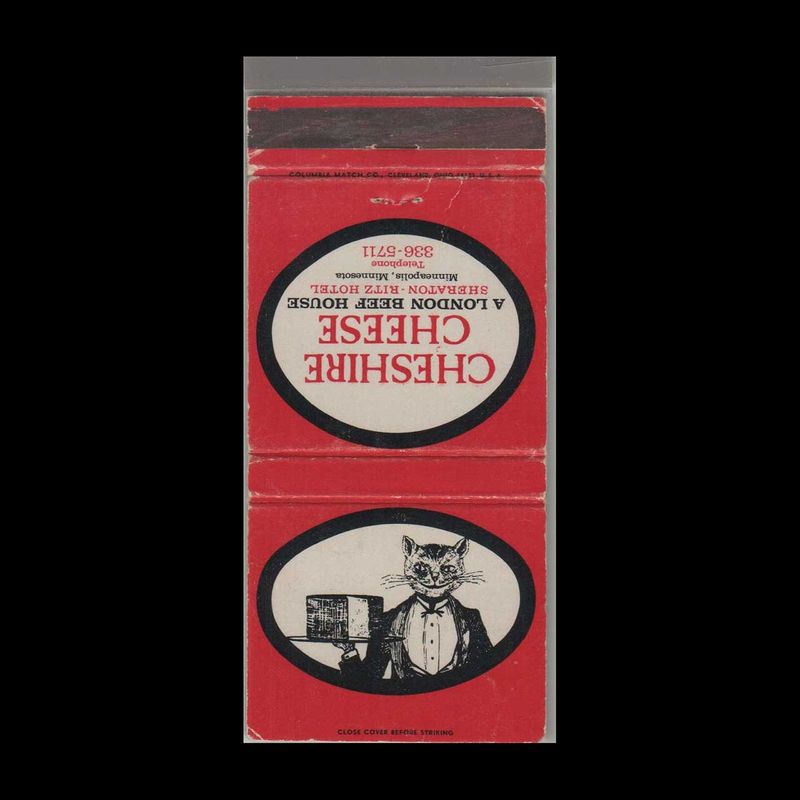 COLUMBIA MATCH CO., CLEVELAND, OHIO U.S.A.
CHESHIRE
CHEESE
A LONDON BEEF HOUSE
SHERATON-RITZ HOTEL
Minneapolis, Minnesota
Telephone
336-5711
CLOSE COVER BEFORE STRIKING